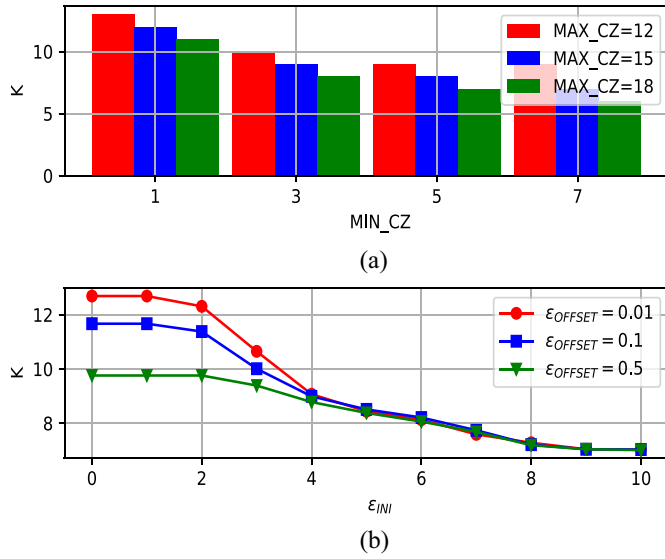 10
5
0
K
MAX_CZ=12
MAX_CZ=15
MAX_CZ=18
1 3 5 7
MIN_CZ
(a)
12
10
8
K
ε_OFFSET = 0.01
ε_OFFSET = 0.1
ε_OFFSET = 0.5
0 2 4 6 8 10
ε_INI
(b)